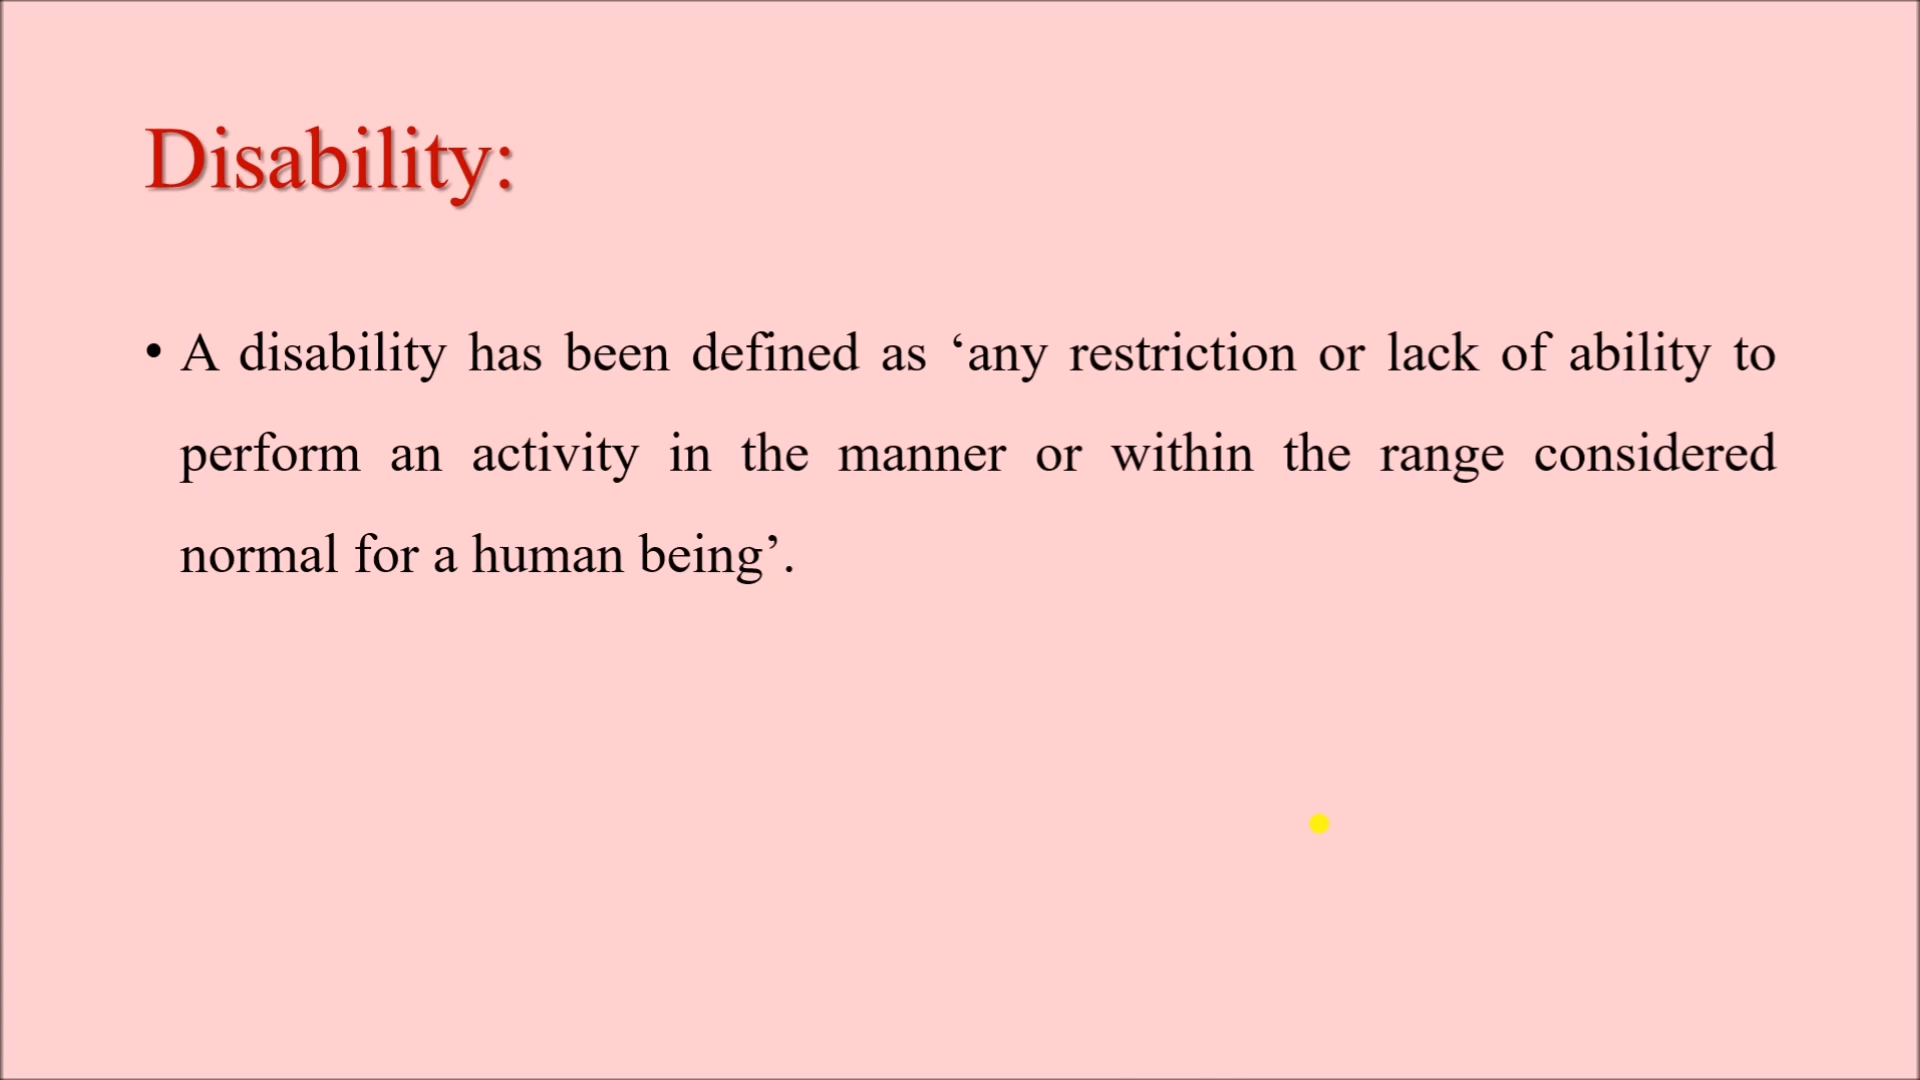 Disability:
• A disability has been defined as ‘any restriction or lack of ability to
perform an activity in the manner or within the range considered
normal for a human being’.